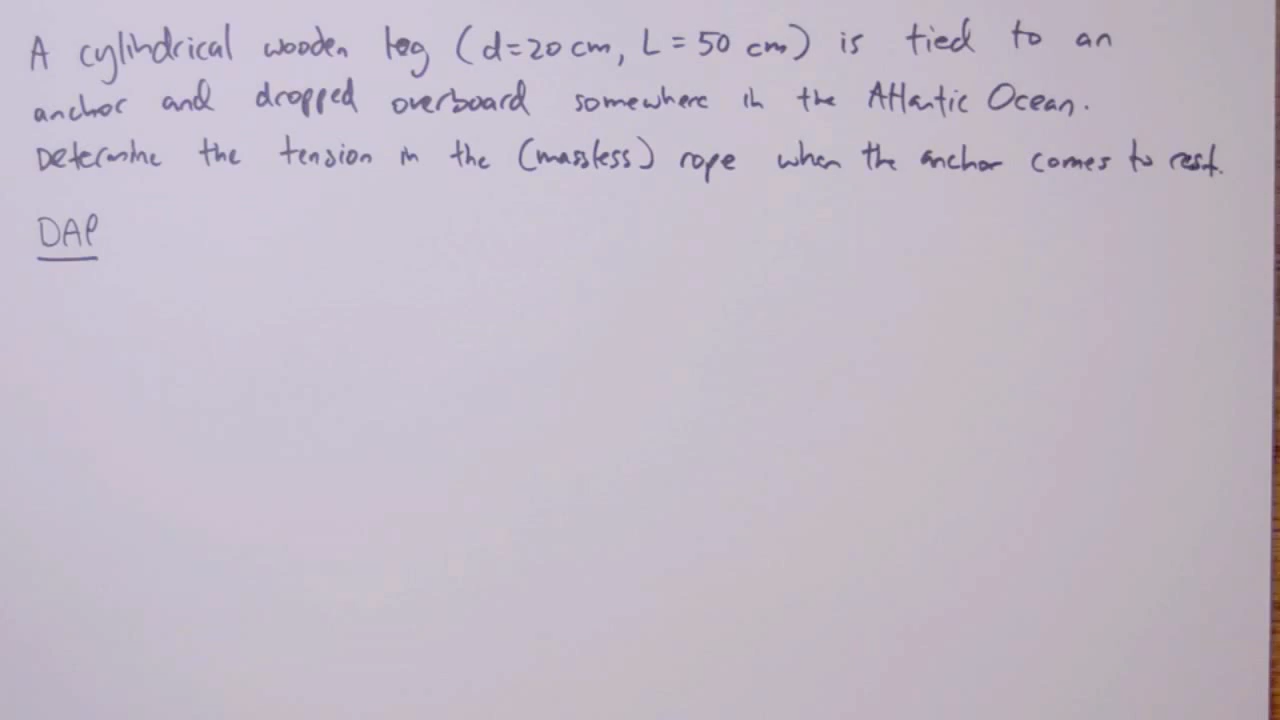 A cylindrical wooden log (d=20 cm, L = 50 cm) is tied to an
anchor and dropped overboard somewhere in the Atlantic Ocean.
Determine the tension in the (massless) rope when the anchor comes to rest.
DAP